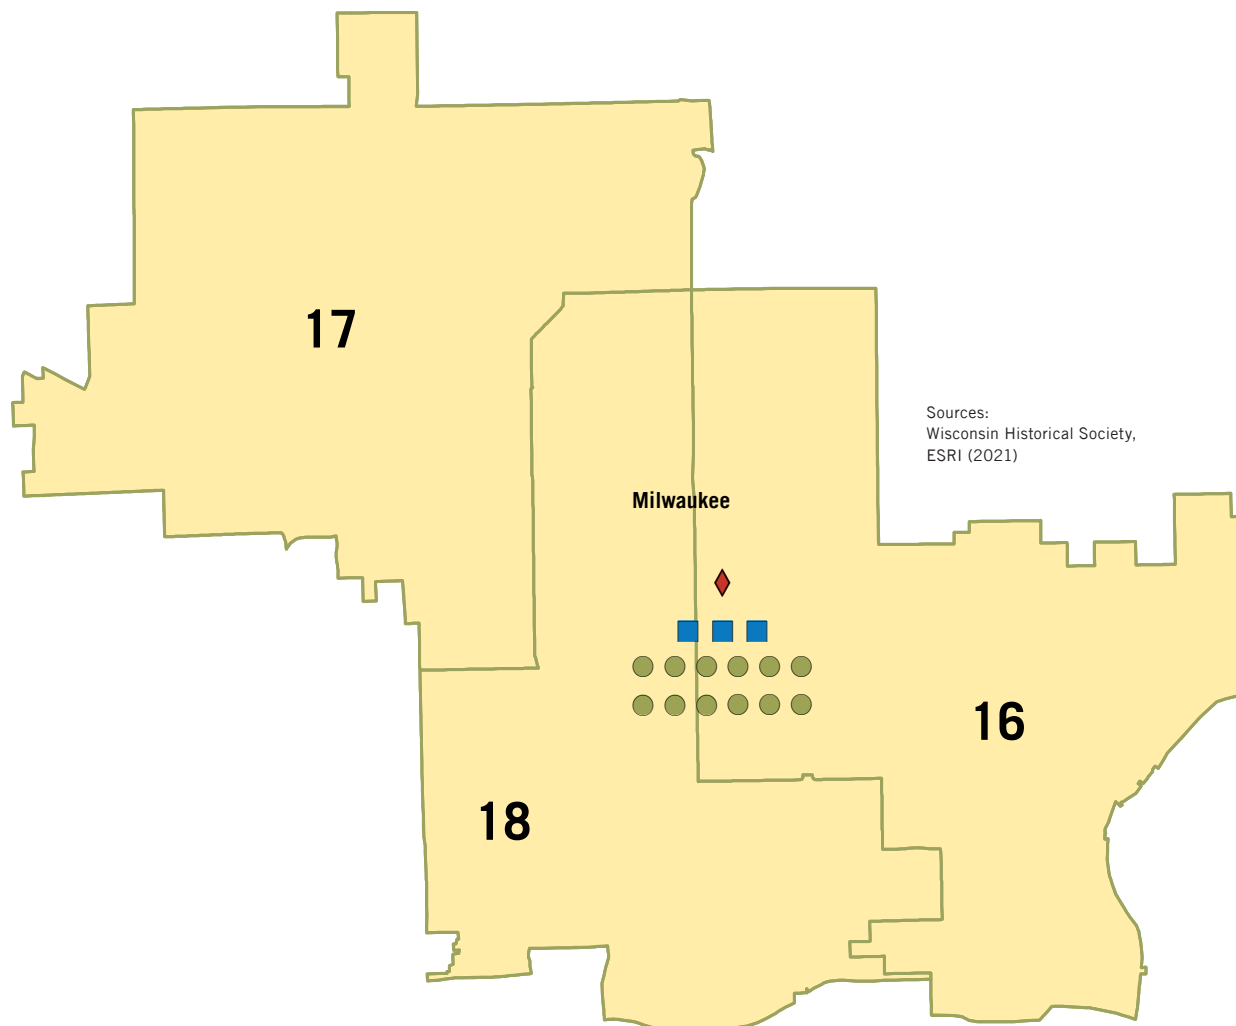 17
Sources:
Wisconsin Historical Society,
ESRI (2021)
Milwaukee
16
18